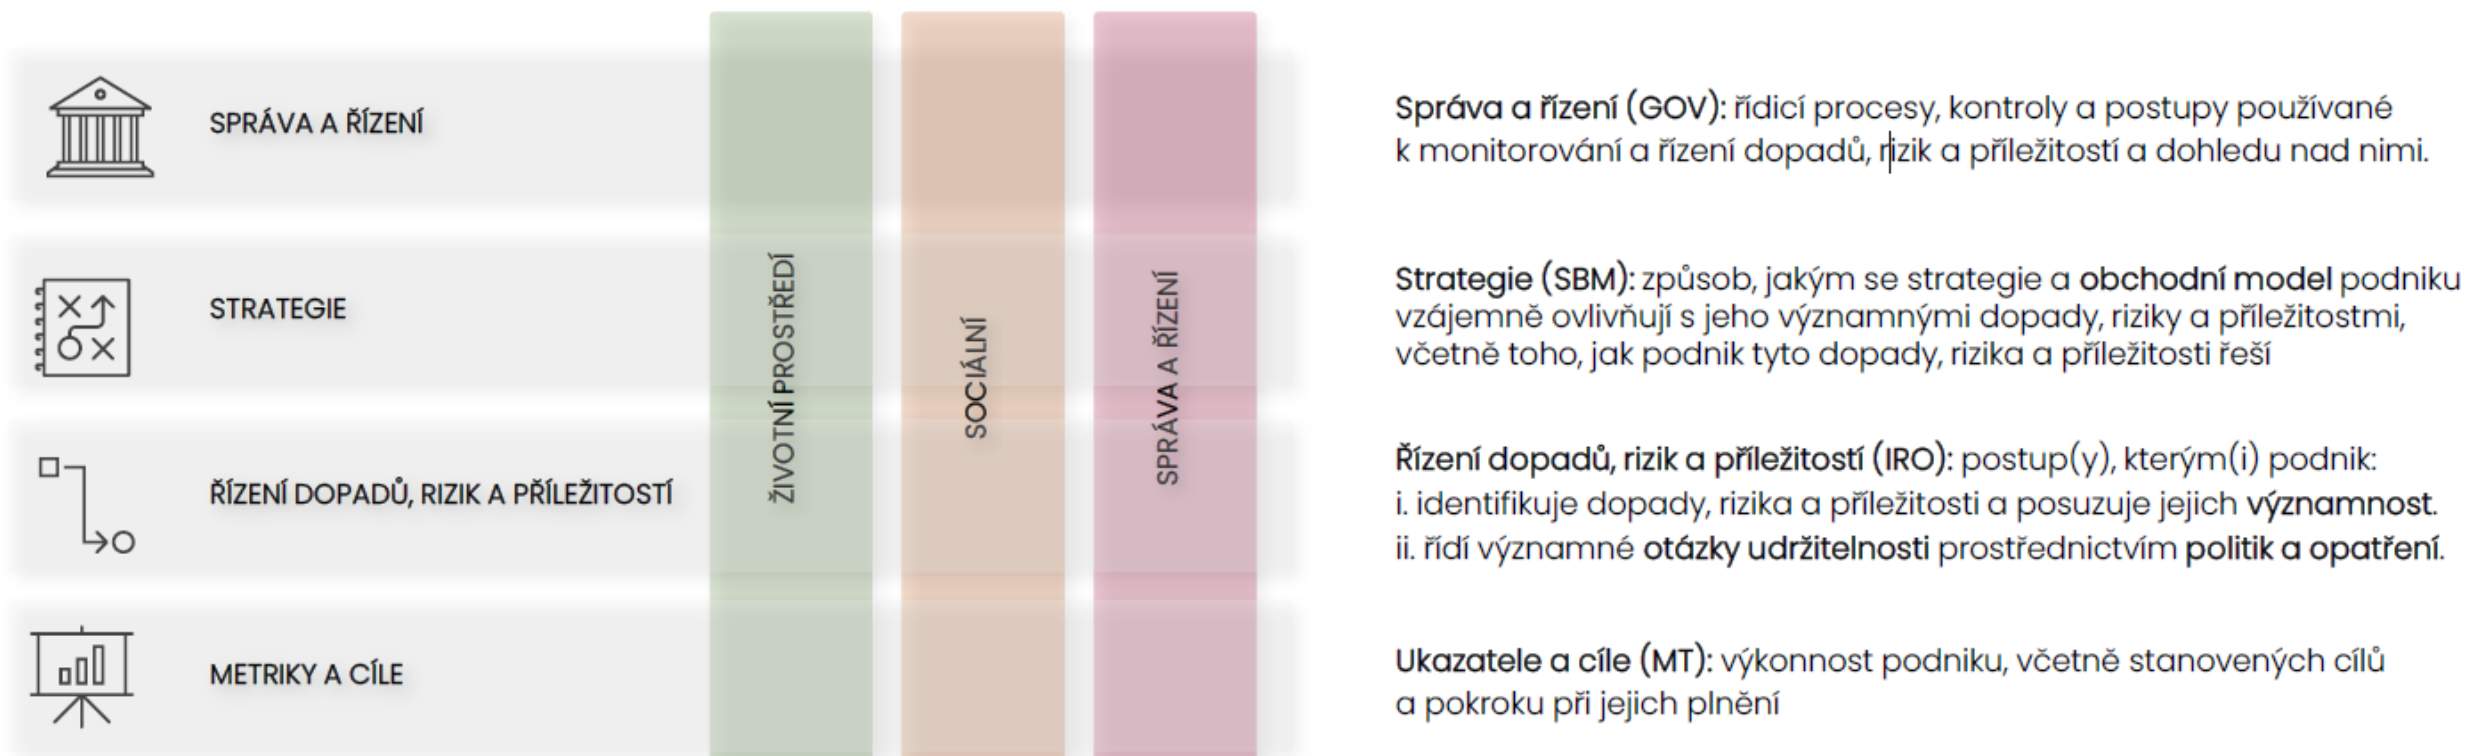 SPRÁVA A ŘÍZENÍ
STRATEGIE
ŘÍZENÍ DOPADŮ, RIZIK A PŘÍLEŽITOSTÍ
METRIKY A CÍLE
ŽIVOTNÍ PROSTŘEDÍ
SOCIÁLNÍ
SPRÁVA A ŘÍZENÍ
Správa a řízení (GOV): řídicí procesy, kontroly a postupy používané
k monitorování a řízení dopadů, rizik a příležitostí a dohledu nad nimi.
Strategie (SBM): způsob, jakým se strategie a obchodní model podniku
vzájemně ovlivňují s jeho významnými dopady, riziky a příležitostmi,
včetně toho, jak podnik tyto dopady, rizika a příležitosti řeší
Řízení dopadů, rizik a příležitostí (IRO): postup(y), kterým(i) podnik:
i. identifikuje dopady, rizika a příležitosti a posuzuje jejich významnost.
ii. řídí významné otázky udržitelnosti prostřednictvím politik a opatření.
Ukazatele a cíle (MT): výkonnost podniku, včetně stanovených cílů
a pokroku při jejich plnění